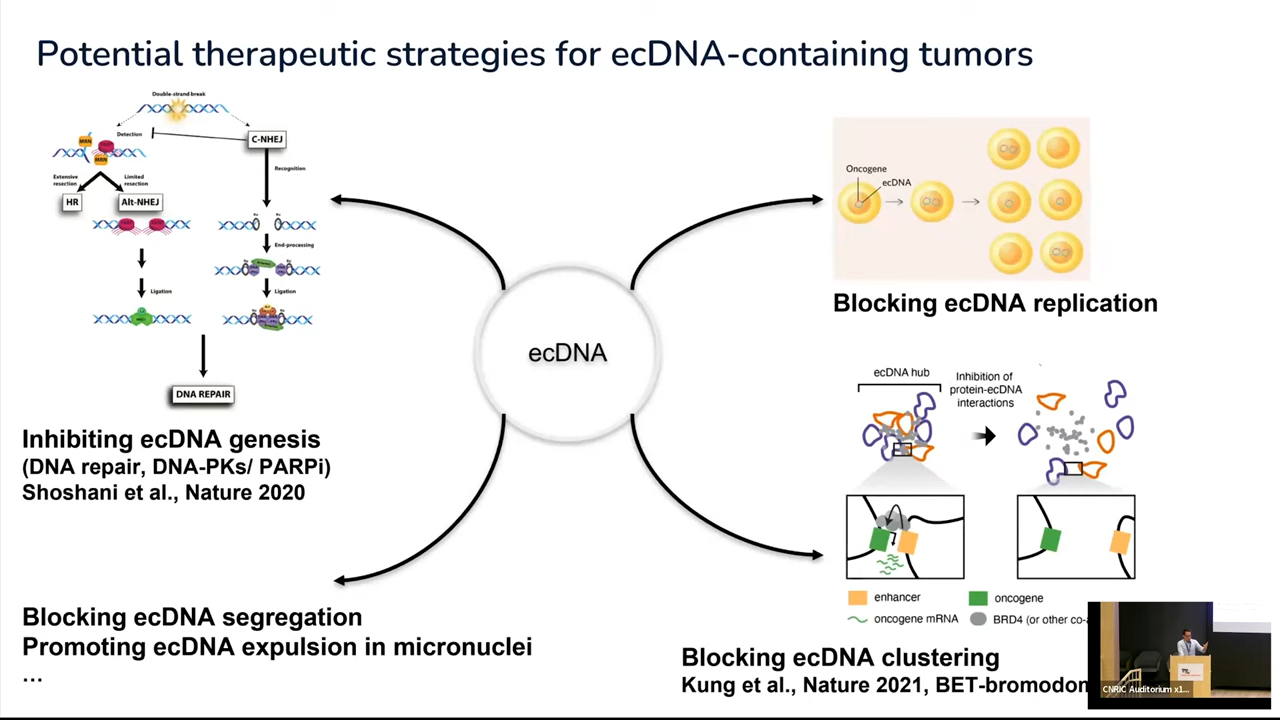 Potential therapeutic strategies for ecDNA-containing tumors
Double-strand break
Detection
MRN
MRN
C-NHEJ
Recognition
Extensive
resection
Limited
resection
HR
Alt-NHEJ
End-processing
Ligation
Ligation
DNA REPAIR
Inhibiting ecDNA genesis
(DNA repair, DNA-PKs/ PARPi)
Shoshani et al., Nature 2020
ecDNA
Oncogene
ecDNA
Blocking ecDNA replication
ecDNA hub
Inhibition of
protein-ecDNA
interactions
enhancer
oncogene
oncogene mRNA
BRD4 (or other co-a
Blocking ecDNA clustering
Kung et al., Nature 2021, BET-bromodon
Blocking ecDNA segregation
Promoting ecDNA expulsion in micronuclei
...
CNRIC Auditorium x1...